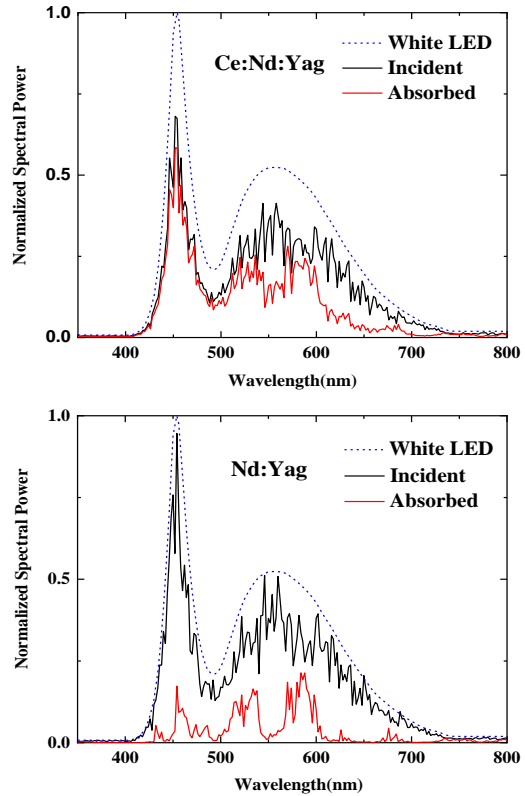 1.0
0.5
0.0
Normalized Spectral Power
Ce:Nd:Yag
White LED
Incident
Absorbed
400 500 600 700 800
Wavelength(nm)
1.0
0.5
0.0
Normalized Spectral Power
Nd:Yag
White LED
Incident
Absorbed
400 500 600 700 800
Wavelength(nm)